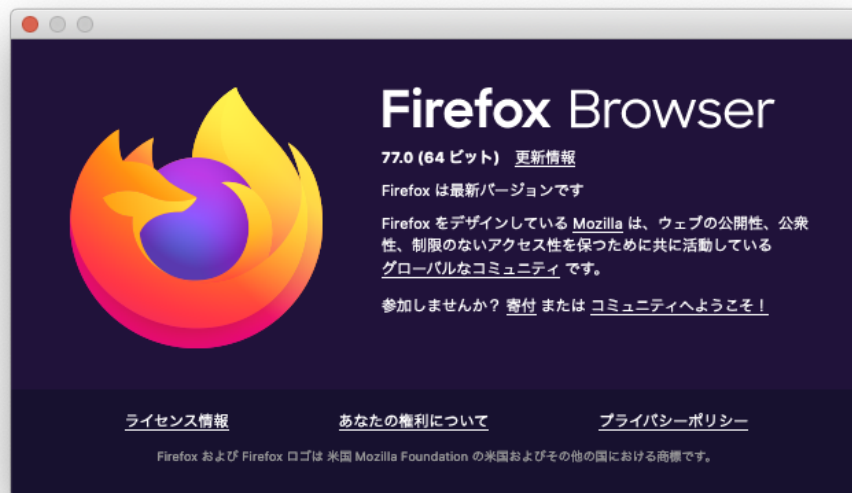 Firefox Browser
77.0 (64 ビット) 更新情報
Firefox は最新バージョンです
Firefox をデザインしている Mozilla は、ウェブの公開性、公衆
性、制限のないアクセス性を保つために共に活動している
グローバルなコミュニティ です。
参加しませんか？ 寄付 または コミュニティへようこそ！
ライセンス情報 あなたの権利について プライバシーポリシー
Firefox および Firefox ロゴは 米国 Mozilla Foundation の米国およびその他の国における商標です。